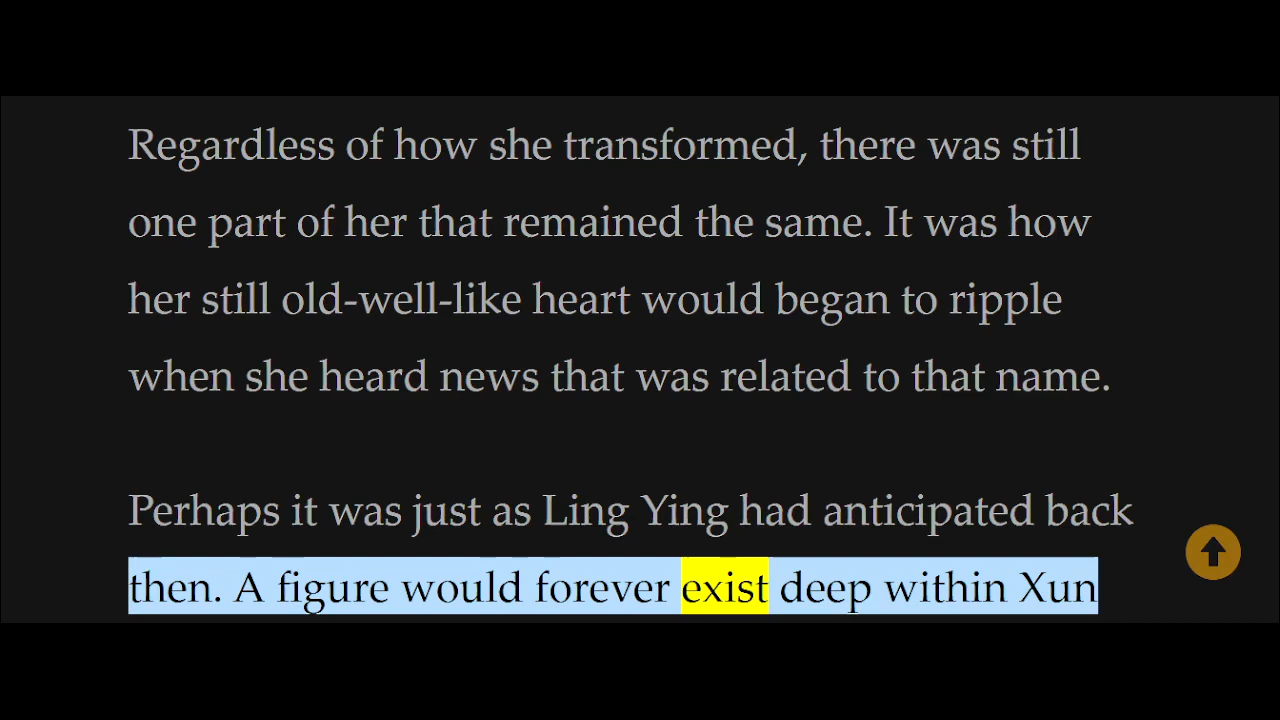 Regardless of how she transformed, there was still
one part of her that remained the same. It was how
her still old-well-like heart would began to ripple
when she heard news that was related to that name.
Perhaps it was just as Ling Ying had anticipated back
then. A figure would forever exist deep within Xun